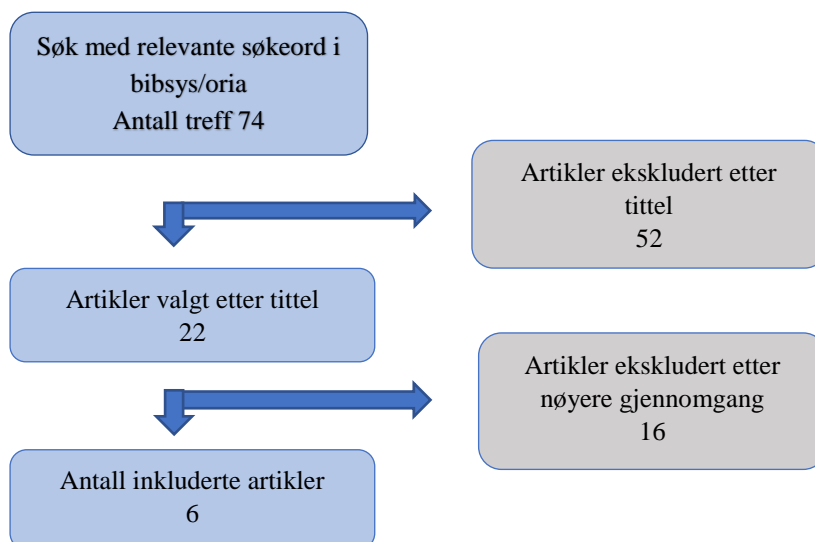 Søk med relevante søkeord i
bibsys/oria
Antall treff 74
Artikler ekskludert etter
tittel
52
Artikler valgt etter tittel
22
Artikler ekskludert etter
nøyere gjennomgang
16
Antall inkluderte artikler
6